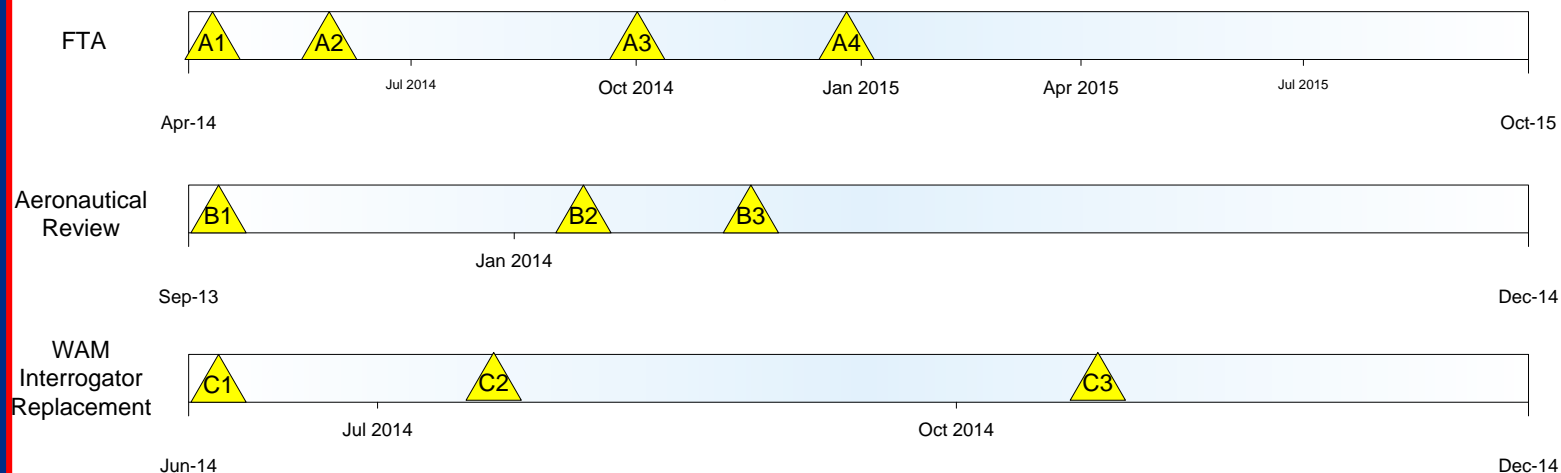 FTA
A1 A2 A3 A4
Jul 2014 Oct 2014 Jan 2015 Apr 2015 Jul 2015
Apr-14 Oct-15
Aeronautical
Review
B1 B2 B3
Jan 2014
Sep-13 Dec-14
WAM
Interrogator
Replacement
C1 C2 C3
Jul 2014 Oct 2014
Jun-14 Dec-14